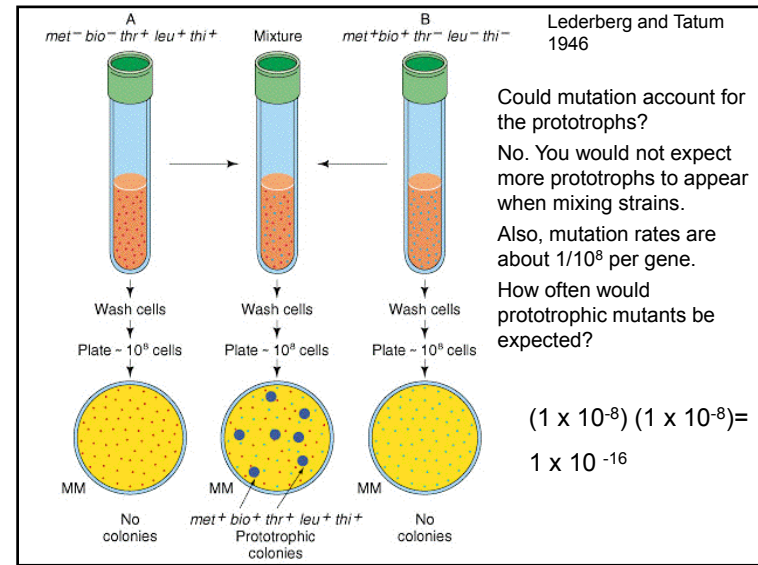 A
met⁻ bio⁻ thr⁺ leu⁺ thi⁺
Mixture
B
met⁺bio⁺ thr⁻ leu⁻ thi⁻
Lederberg and Tatum
1946
Could mutation account for
the prototrophs?
No. You would not expect
more prototrophs to appear
when mixing strains.
Also, mutation rates are
about 1/10⁸ per gene.
How often would
prototrophic mutants be
expected?
(1 x 10⁻⁸) (1 x 10⁻⁸)=
1 x 10 ⁻¹⁶
Wash cells
Wash cells
Wash cells
Plate ~ 10⁸ cells
Plate ~ 10⁸ cells
Plate ~ 10⁸ cells
MM
MM
MM
No
colonies
met⁺ bio⁺ thr⁺ leu⁺ thi⁺
Prototrophic
colonies
No
colonies